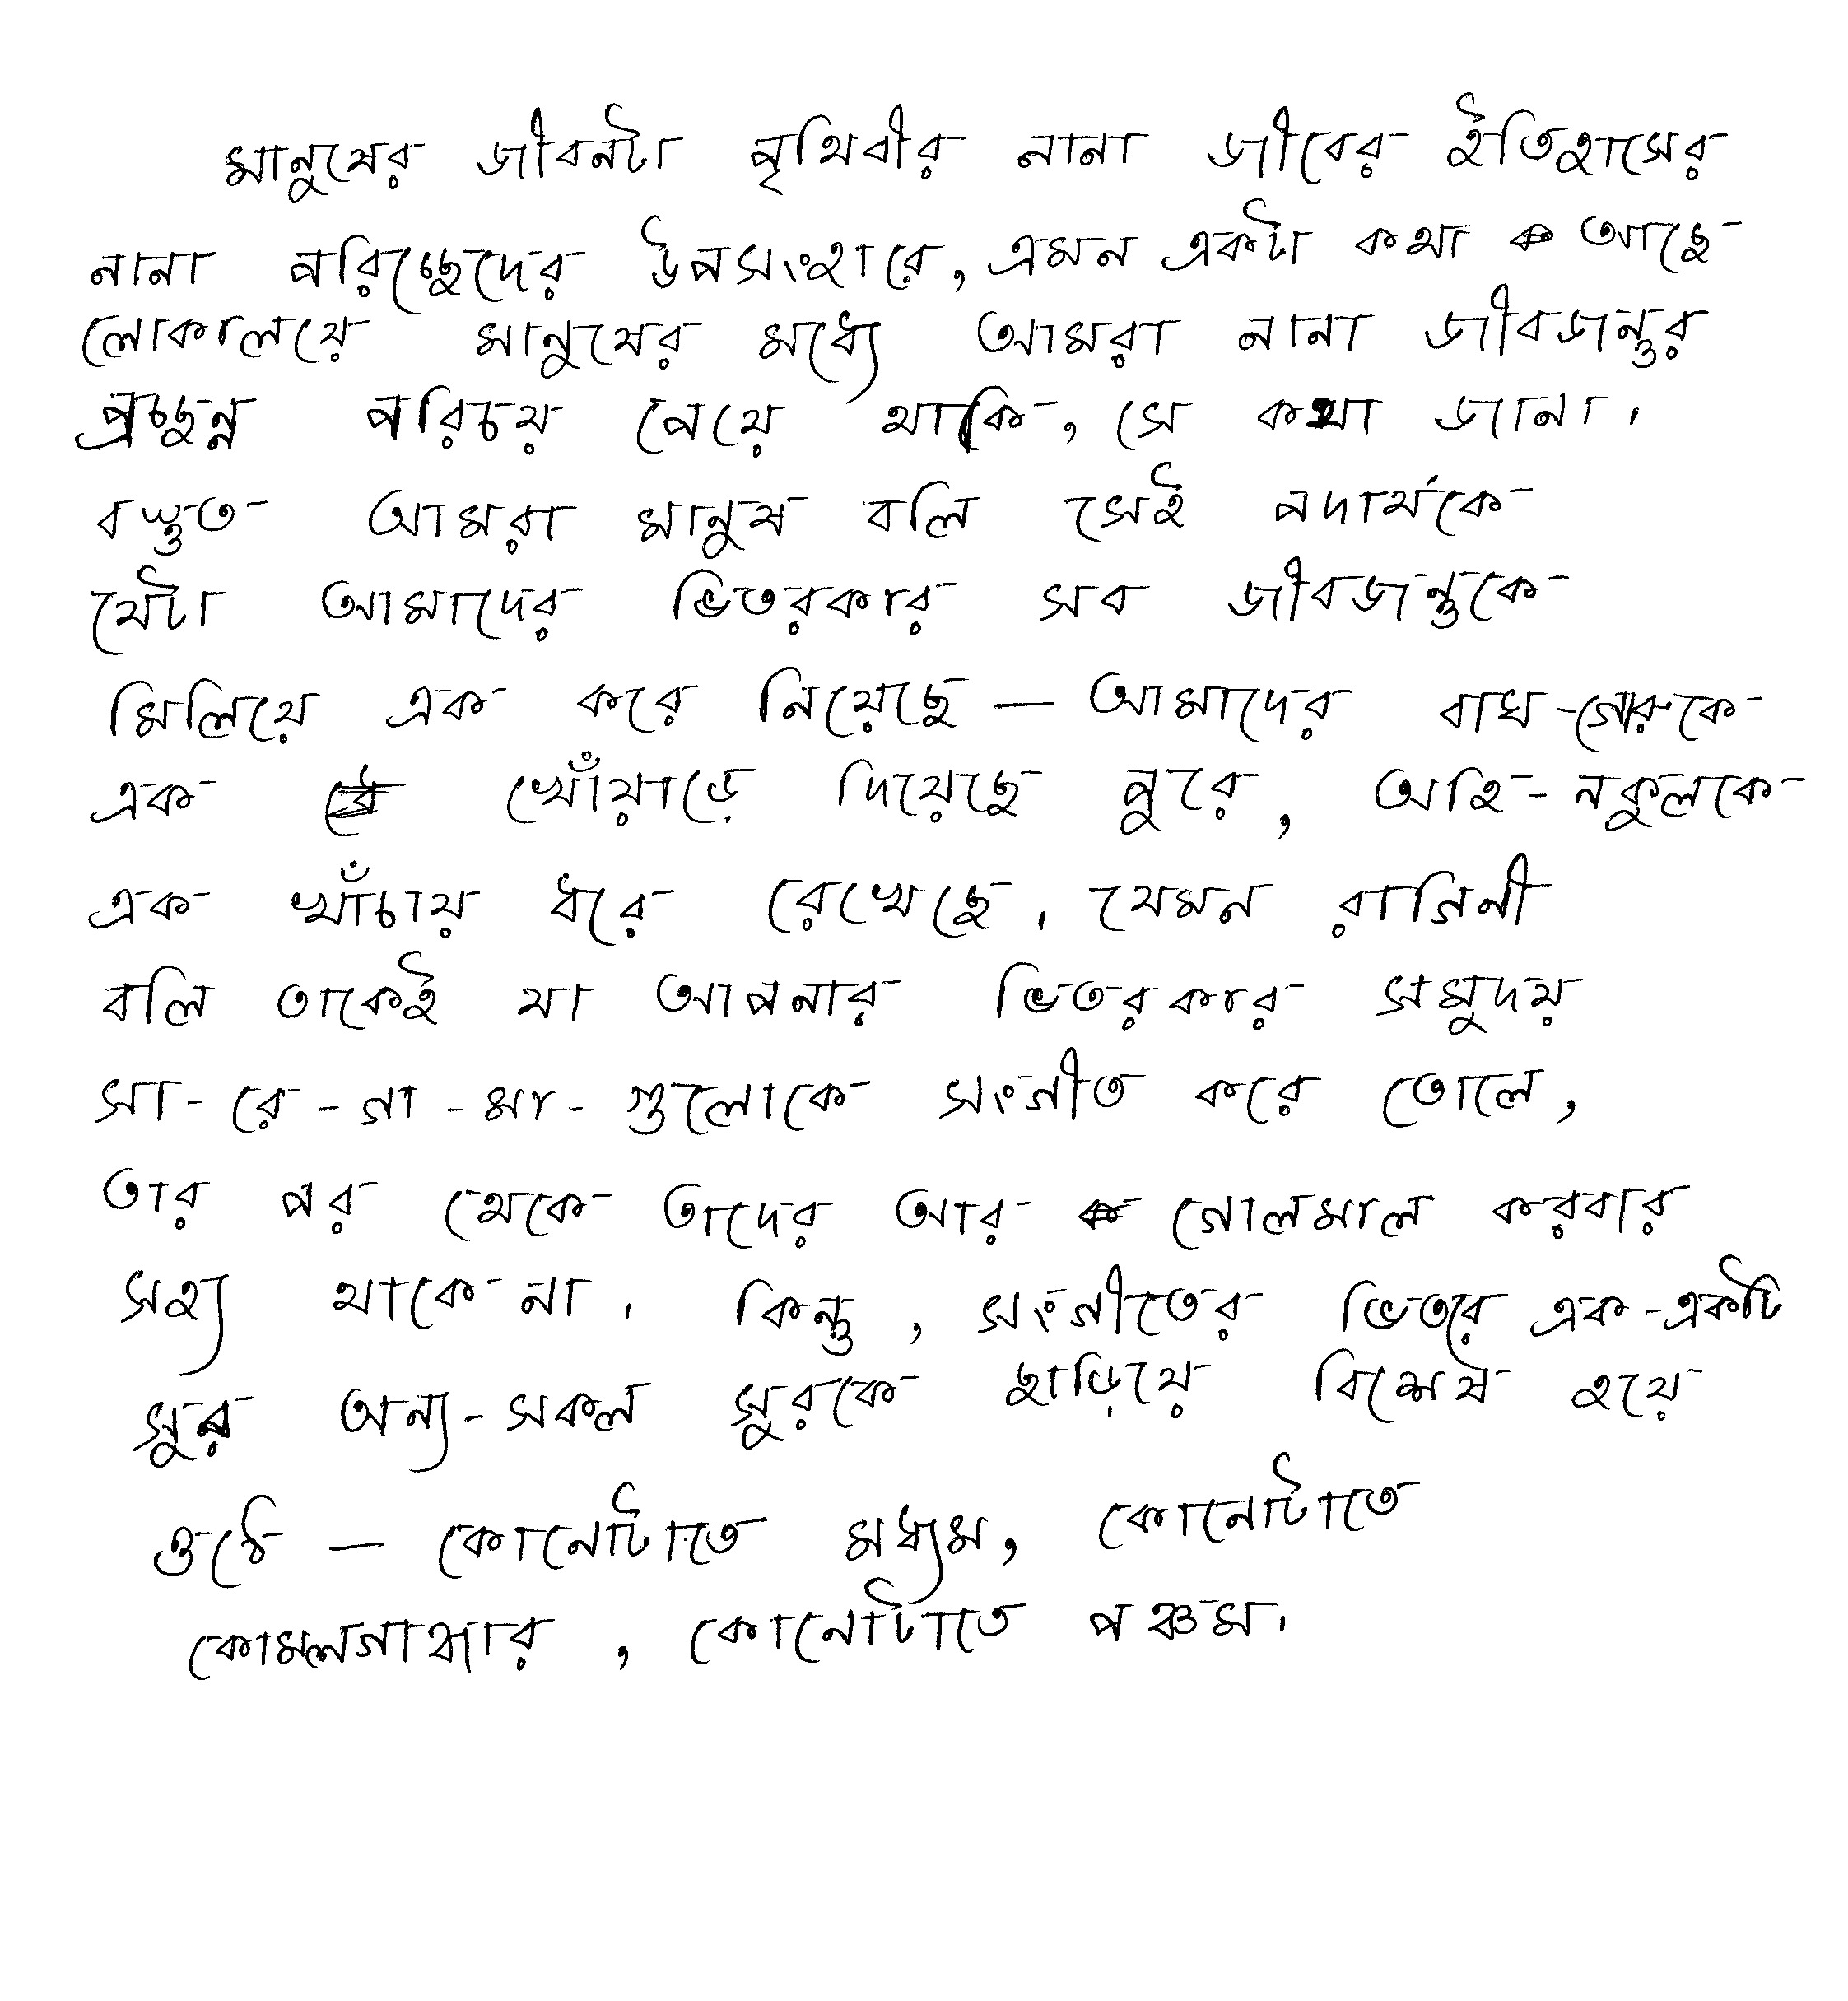 মানুষের জীবনটা পৃথিবীর নানা জীবের ইতিহাসের
নানা পরিচ্ছেদের উপসংহারে, এমন একটা কথা আছে
লোকালয়ে মানুষের মধ্যে আমরা নানা জীবজন্তুর
প্রচ্ছন্ন পরিচয় পেয়ে থাকি, সে কথা জানা।
বস্তুত আমরা মানুষ বলি সেই পদার্থকে
যেটা আমাদের ভিতরকার সব জীবজন্তুকে
মিলিয়ে এক করে নিয়েছে — আমাদের বাঘ-গোরুকে
এক খোঁয়াড়ে দিয়েছে পুরে, অহি-নকুলকে
এক খাঁচায় ধরে রেখেছে। যেমন রাগিনী
বলি তাকেই যা আপনার ভিতরকার সমুদয়
সা-রে-গা-মা-গুলোকে সংগীত করে তোলে,
তার পর থেকে তাদের আর গোলমাল করবার
সহ্য থাকে না। কিন্তু, সংগীতের ভিতরে এক-একটি
সুর অন্য-সকল সুরকে ছাড়িয়ে বিশেষ হয়ে
ওঠে — কোনোটাতে মধ্যম, কোনোটাতে
কোমলগান্ধার, কোনোটাতে পঞ্চম।